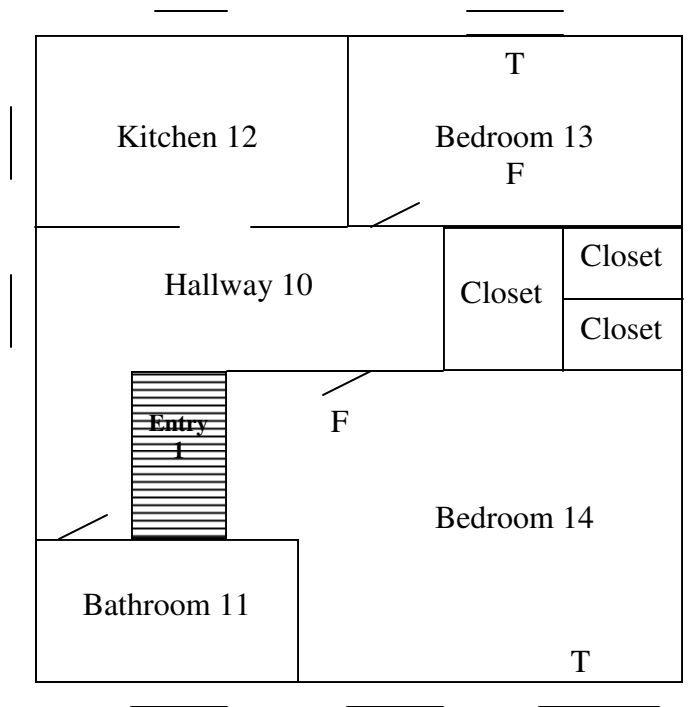 T
Kitchen 12
Bedroom 13
F
Hallway 10
Closet
Closet
Closet
Entry
1
F
Bedroom 14
Bathroom 11
T